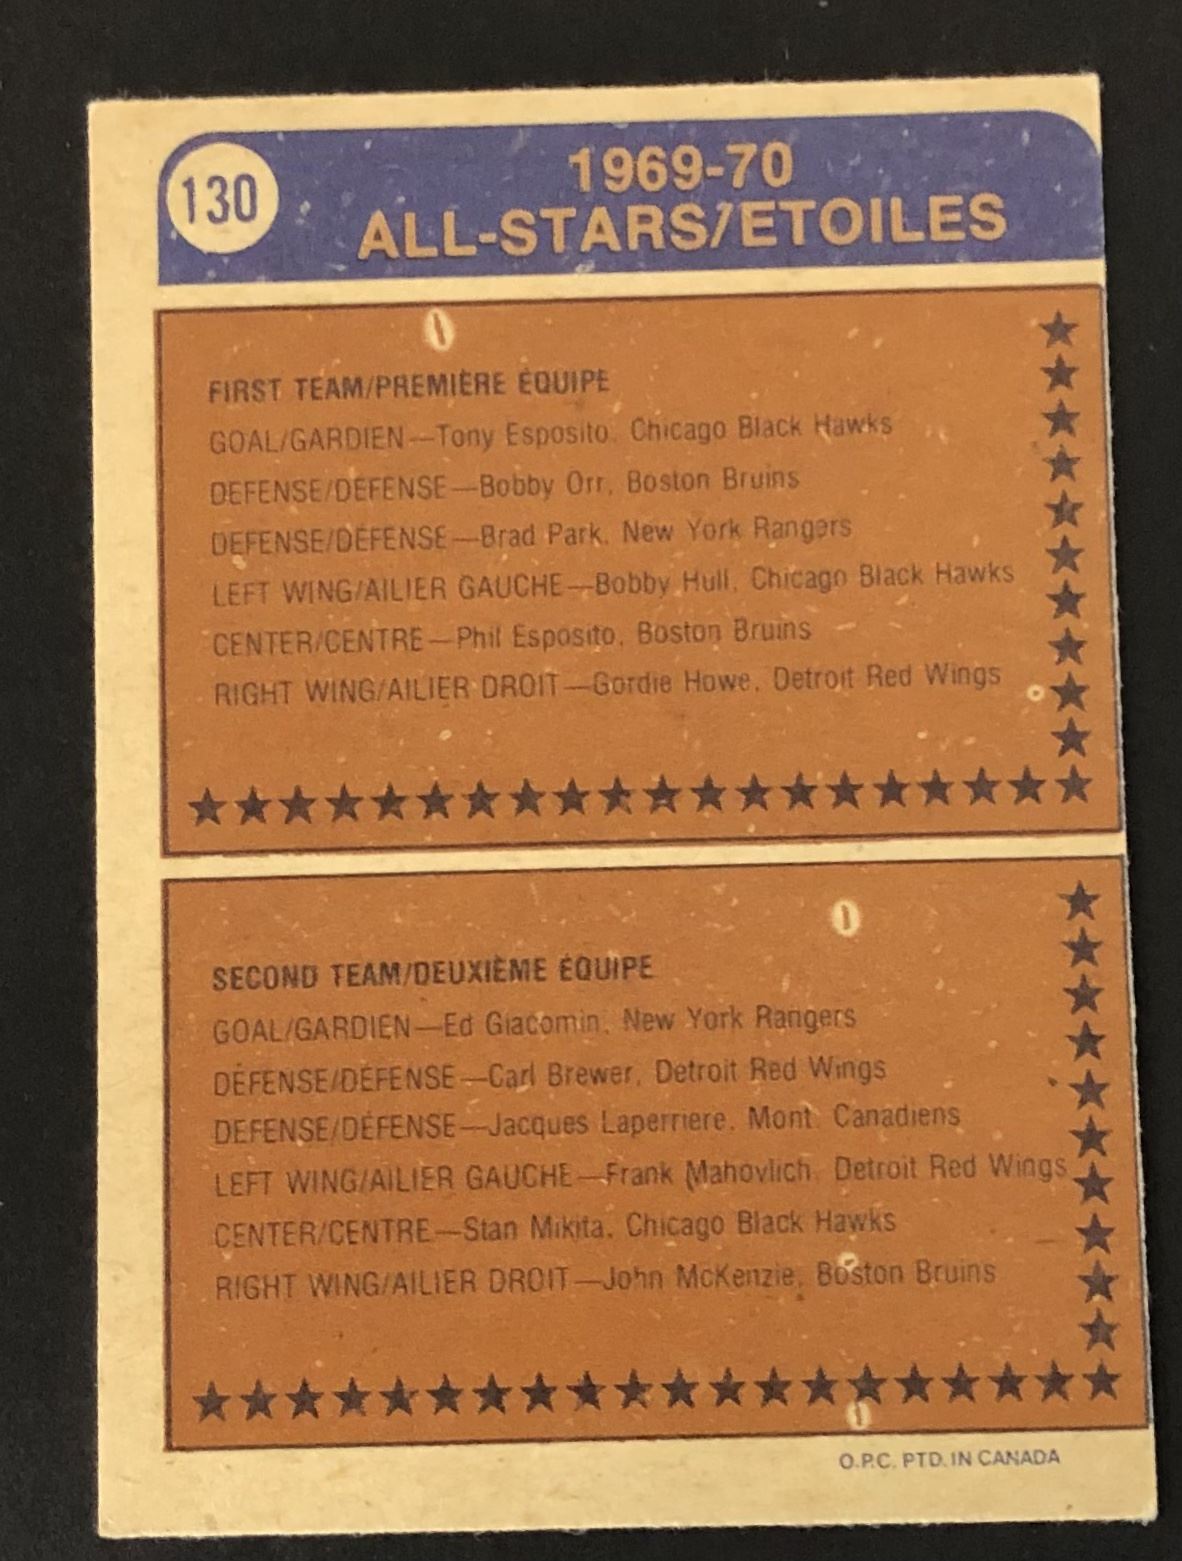 130
1969-70
ALL-STARS/ETOILES
FIRST TEAM/PREMIÈRE ÉQUIPE
GOAL/GARDIEN—Tony Esposito, Chicago Black Hawks
DEFENSE/DÉFENSE—Bobby Orr, Boston Bruins
DEFENSE/DÉFENSE—Brad Park, New York Rangers
LEFT WING/AILIER GAUCHE—Bobby Hull, Chicago Black Hawks
CENTER/CENTRE—Phil Esposito, Boston Bruins
RIGHT WING/AILIER DROIT—Gordie Howe, Detroit Red Wings
SECOND TEAM/DEUXIÈME ÉQUIPE
GOAL/GARDIEN—Ed Giacomin, New York Rangers
DEFENSE/DÉFENSE—Carl Brewer, Detroit Red Wings
DEFENSE/DÉFENSE—Jacques Laperriere, Mont. Canadiens
LEFT WING/AILIER GAUCHE—Frank Mahovlich, Detroit Red Wings
CENTER/CENTRE—Stan Mikita, Chicago Black Hawks
RIGHT WING/AILIER DROIT—John McKenzie, Boston Bruins
O.P.C. PTD. IN CANADA